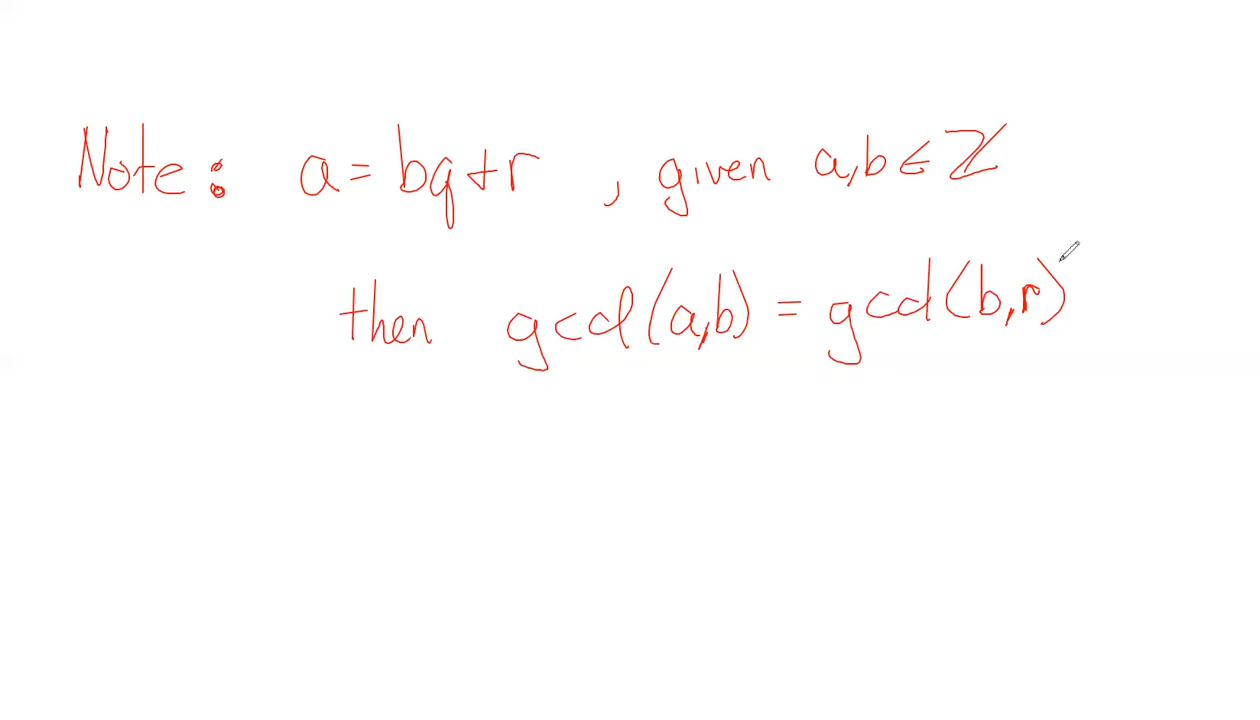 Note: a = bq + r , given a, b ∈ ℤ
then gcd(a,b) = gcd(b,r)